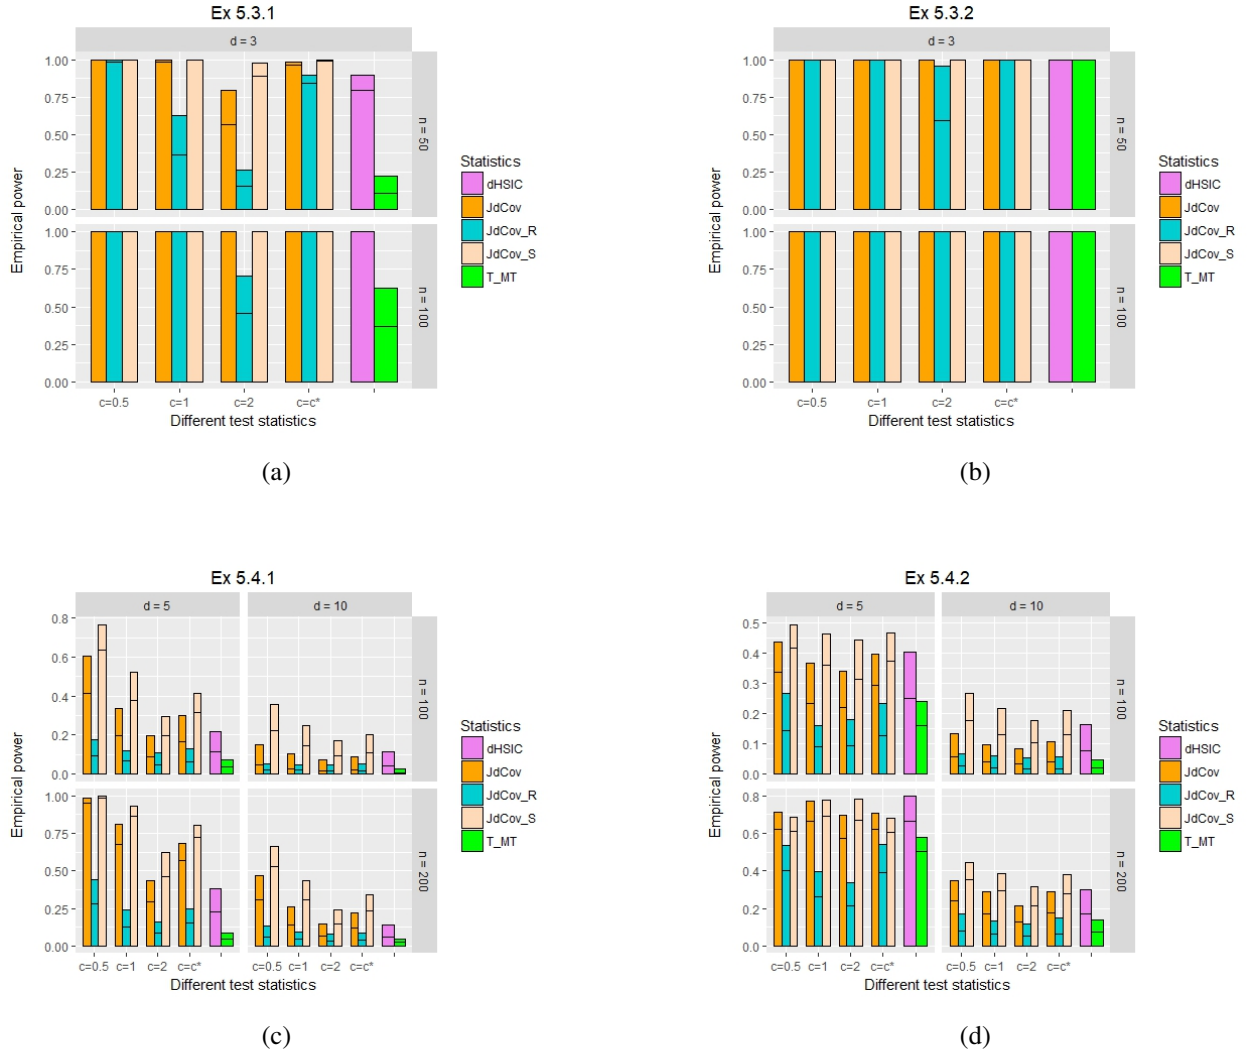 Ex 5.3.1
d = 3
1.00
0.75
0.50
0.25
0.00
n = 50
1.00
0.75
0.50
0.25
0.00
n = 100
Empirical power
Empirical power
c=0.5 c=1 c=2 c=c*
Different test statistics
Statistics
dHSIC
JdCov
JdCov_R
JdCov_S
T_MT
(a)
Ex 5.3.2
d = 3
1.00
0.75
0.50
0.25
0.00
n = 50
1.00
0.75
0.50
0.25
0.00
n = 100
Empirical power
Empirical power
c=0.5 c=1 c=2 c=c*
Different test statistics
Statistics
dHSIC
JdCov
JdCov_R
JdCov_S
T_MT
(b)
Ex 5.4.1
d = 5 d = 10
0.8
0.6
0.4
0.2
0.0
n = 100
1.00
0.75
0.50
0.25
0.00
n = 200
Empirical power
Empirical power
c=0.5 c=1 c=2 c=c* c=0.5 c=1 c=2 c=c*
Different test statistics
Statistics
dHSIC
JdCov
JdCov_R
JdCov_S
T_MT
(c)
Ex 5.4.2
d = 5 d = 10
0.5
0.4
0.3
0.2
0.1
0.0
n = 100
0.8
0.6
0.4
0.2
0.0
n = 200
Empirical power
Empirical power
c=0.5 c=1 c=2 c=c* c=0.5 c=1 c=2 c=c*
Different test statistics
Statistics
dHSIC
JdCov
JdCov_R
JdCov_S
T_MT
(d)